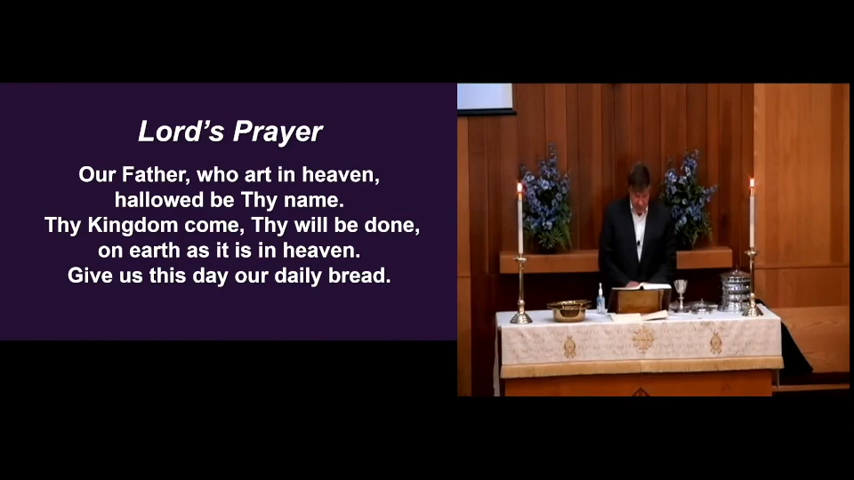 Lord's Prayer
Our Father, who art in heaven,
hallowed be Thy name.
Thy Kingdom come, Thy will be done,
on earth as it is in heaven.
Give us this day our daily bread.